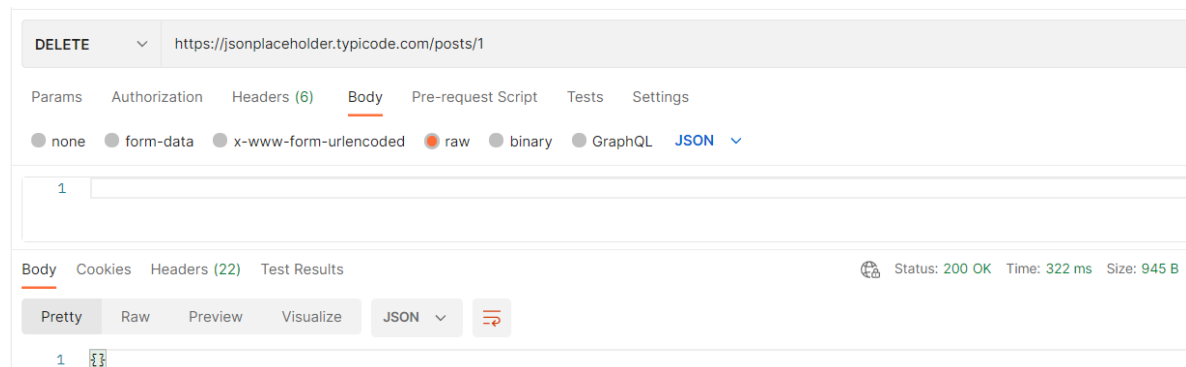 DELETE https://jsonplaceholder.typicode.com/posts/1
Params Authorization Headers (6) Body Pre-request Script Tests Settings
none form-data x-www-form-urlencoded raw binary GraphQL JSON
1
Body Cookies Headers (22) Test Results Status: 200 OK Time: 322 ms Size: 945 B
Pretty Raw Preview Visualize JSON
1 {}